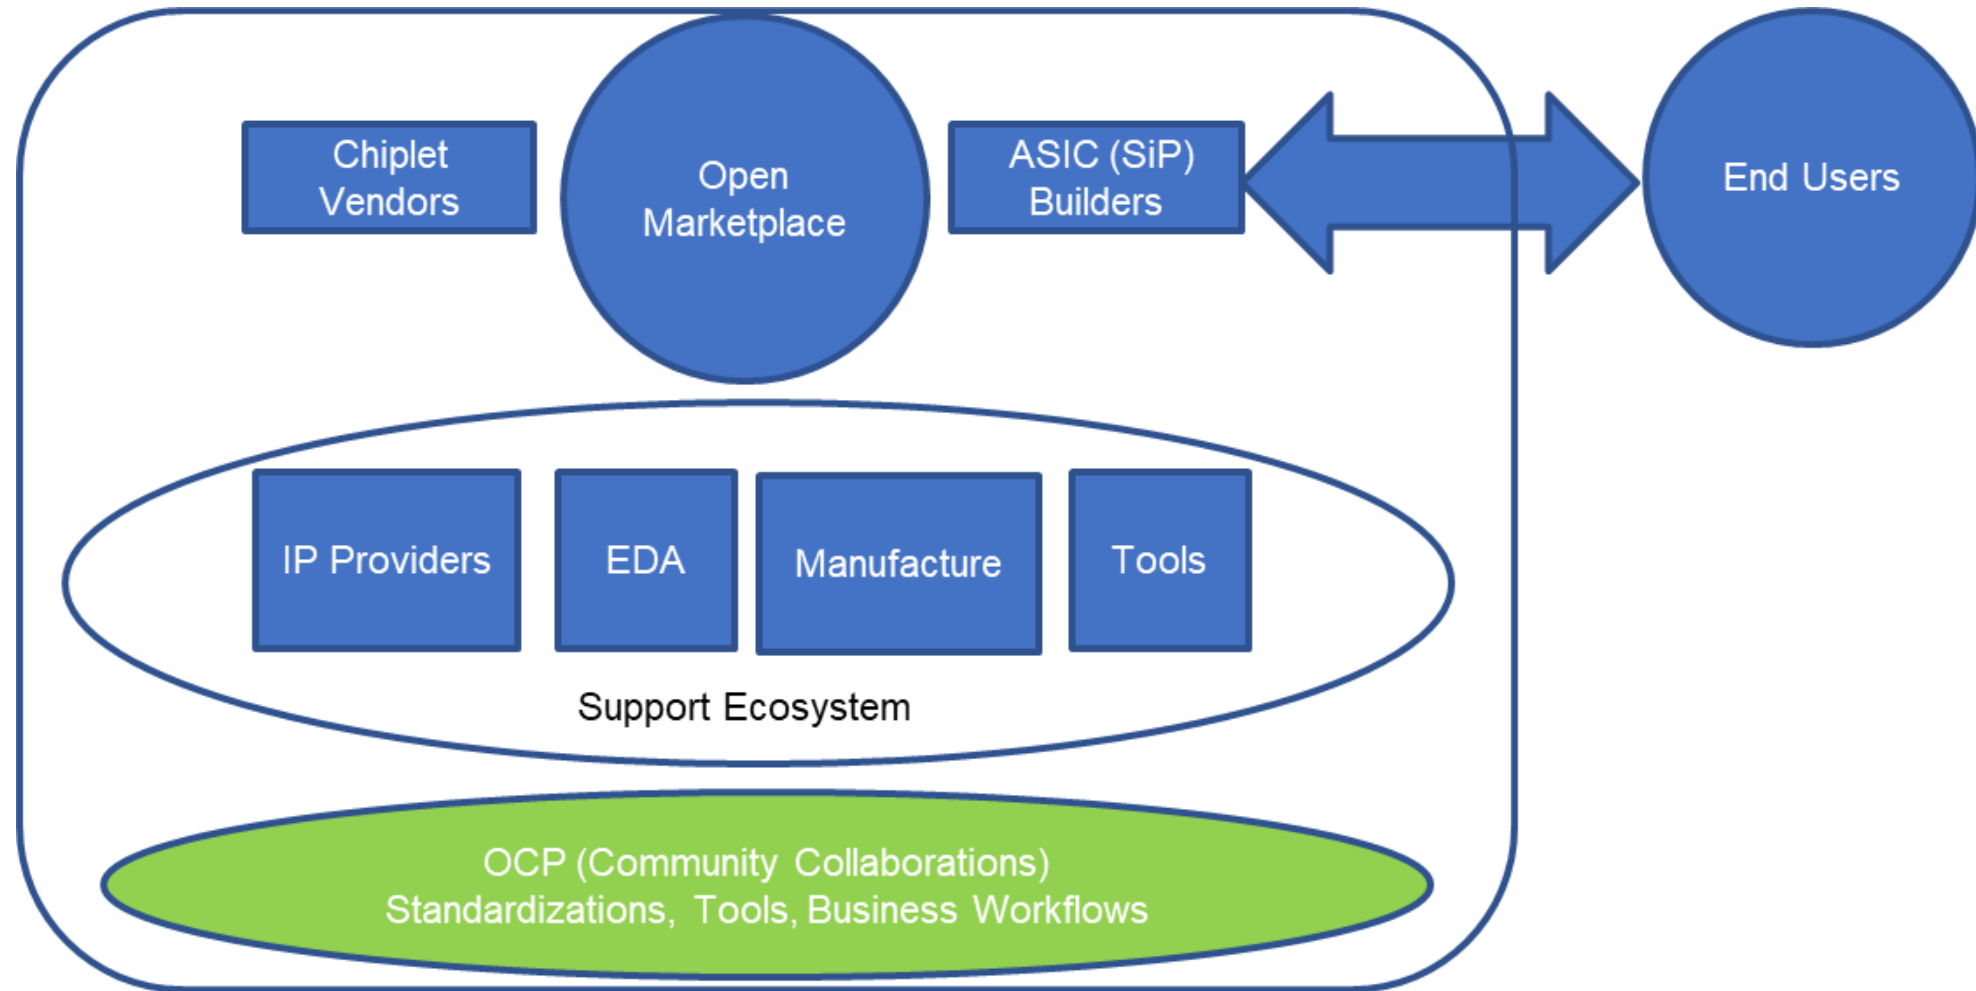 Chiplet
Vendors
Open
Marketplace
ASIC (SiP)
Builders
End Users
IP Providers
EDA
Manufacture
Tools
Support Ecosystem
OCP (Community Collaborations)
Standardizations, Tools, Business Workflows